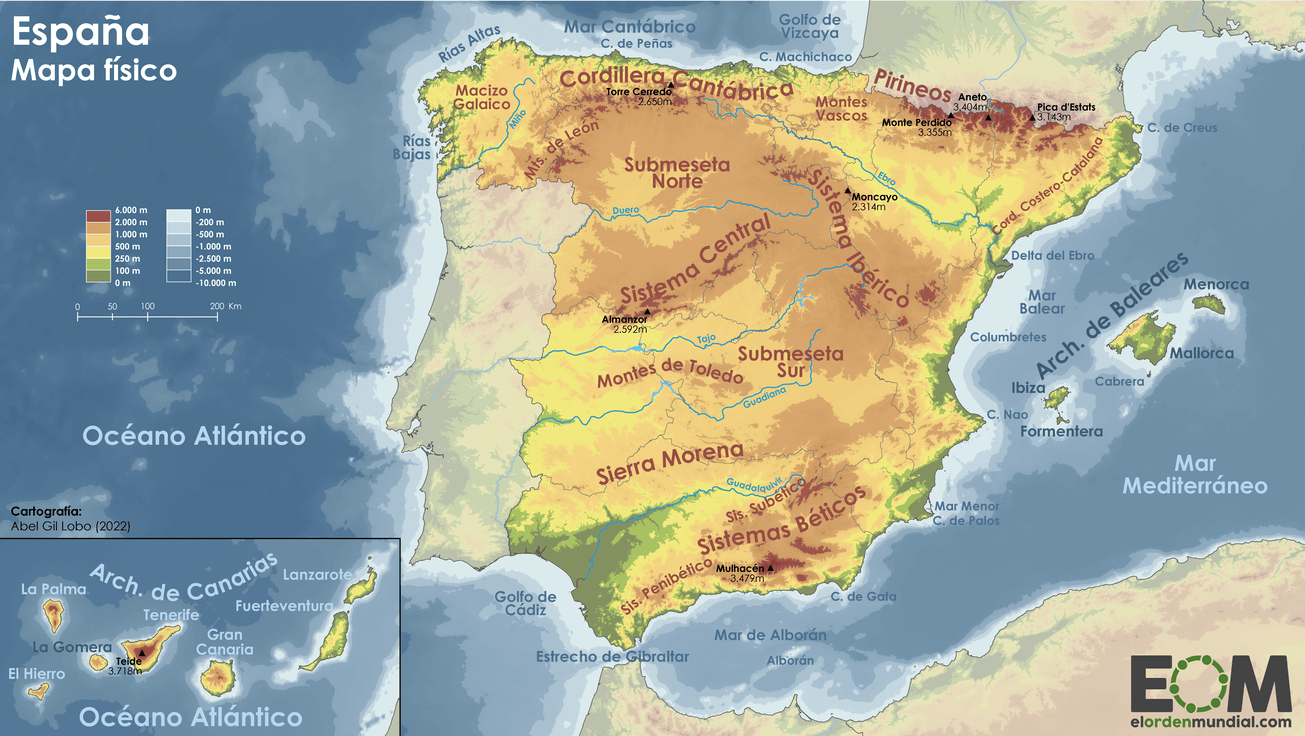 España
Mapa físico
Rías Altas
Mar Cantábrico
C. de Peñas
Golfo de
Vizcaya
C. Machichaco
Macizo
Galaico
Miño
Cordillera Cantábrica
Torre Cerredo
2.650m
Montes
Vascos
Pirineos
Aneto
3.404m
Monte Perdido
3.355m
Pica d'Estats
3.143m
C. de Creus
Rías
Bajas
Mts. de León
Submeseta
Norte
Ebro
Sistema Ibérico
Moncayo
2.314m
Cord. Costero-Catalana
Duero
Sistema Central
Almanzor
2.592m
Delta del Ebro
Mar
Balear
Columbretes
Arch. de Baleares
Menorca
Mallorca
Cabrera
Ibiza
Formentera
C. Nao
Tajo
Submeseta
Sur
Montes de Toledo
Guadiana
Sierra Morena
Guadalquivir
Sis. Subético
Sistemas Béticos
Sis. Penibético
Mulhacén
3.479m
Mar Menor
C. de Palos
C. de Gata
Mar
Mediterráneo
Golfo de
Cádiz
Estrecho de Gibraltar
Mar de Alborán
Alborán
6.000 m
2.000 m
1.000 m
500 m
250 m
100 m
0 m
0 m
-200 m
-500 m
-1.000 m
-2.500 m
-5.000 m
-10.000 m
0 50 100 200 Km
Océano Atlántico
Cartografía:
Abel Gil Lobo (2022)
Arch. de Canarias
La Palma
Lanzarote
Tenerife
Fuerteventura
La Gomera
Gran
Canaria
Teide
3.718m
El Hierro
Océano Atlántico
EOM
elordenmundial.com